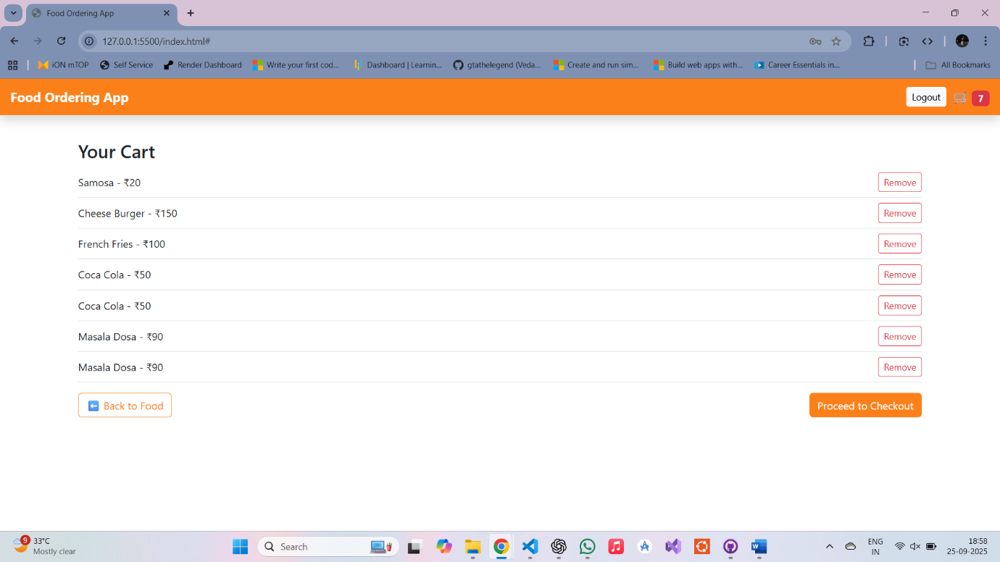 Food Ordering App
127.0.0.1:5500/index.html#
iON mTOP Self Service Render Dashboard Write your first cod... Dashboard | Learnin... gtathelegend (Veda... Create and run sim... Build web apps with... Career Essentials in... All Bookmarks
Food Ordering App Logout 7
Your Cart
Samosa - ₹20 Remove
Cheese Burger - ₹150 Remove
French Fries - ₹100 Remove
Coca Cola - ₹50 Remove
Coca Cola - ₹50 Remove
Masala Dosa - ₹90 Remove
Masala Dosa - ₹90 Remove
Back to Food Proceed to Checkout
9 33°C Search ENG 18:58
Mostly clear IN 25-09-2025